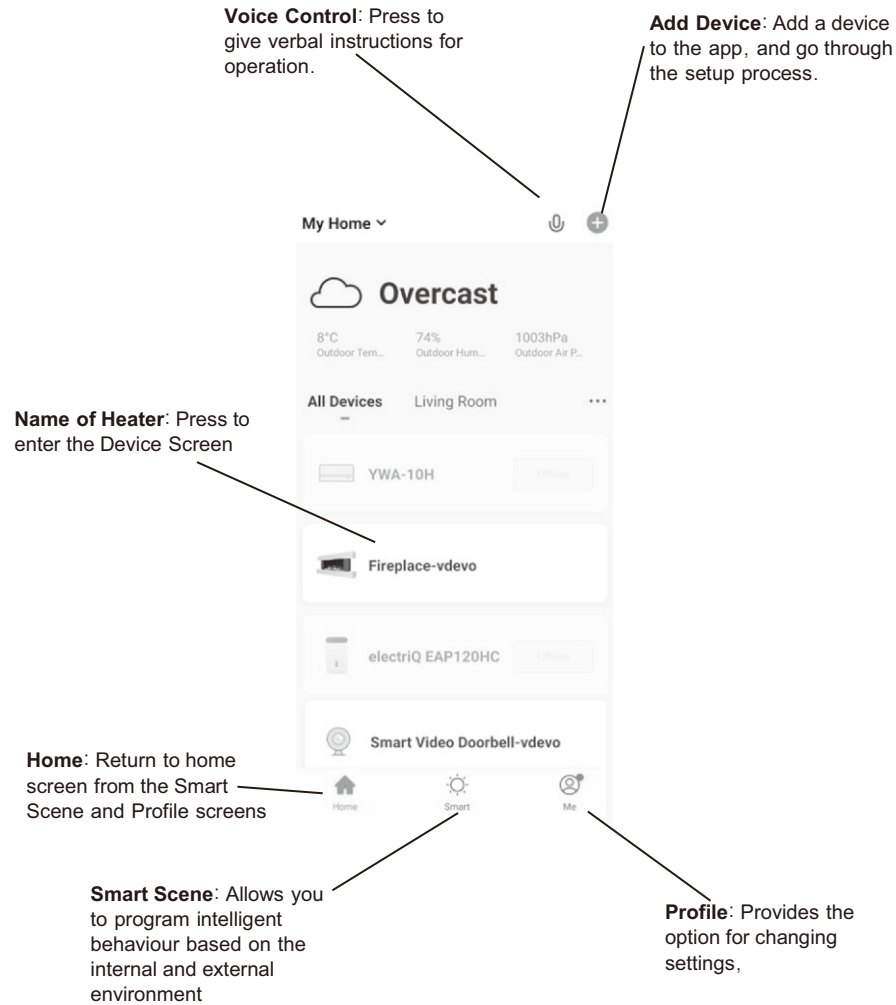 Voice Control: Press to
give verbal instructions for
operation.
Add Device: Add a device
to the app, and go through
the setup process.
My Home
Overcast
8°C
74%
1003hPa
Outdoor Tem...
Outdoor Hum...
Outdoor Air P...
All Devices
Living Room
Name of Heater: Press to
enter the Device Screen
YWA-10H
Offline
Fireplace-vdevo
electriQ EAP120HC
Offline
Smart Video Doorbell-vdevo
Home: Return to home
screen from the Smart
Scene and Profile screens
Home
Smart
Me
Smart Scene: Allows you
to program intelligent
behaviour based on the
internal and external
environment
Profile: Provides the
option for changing
settings,